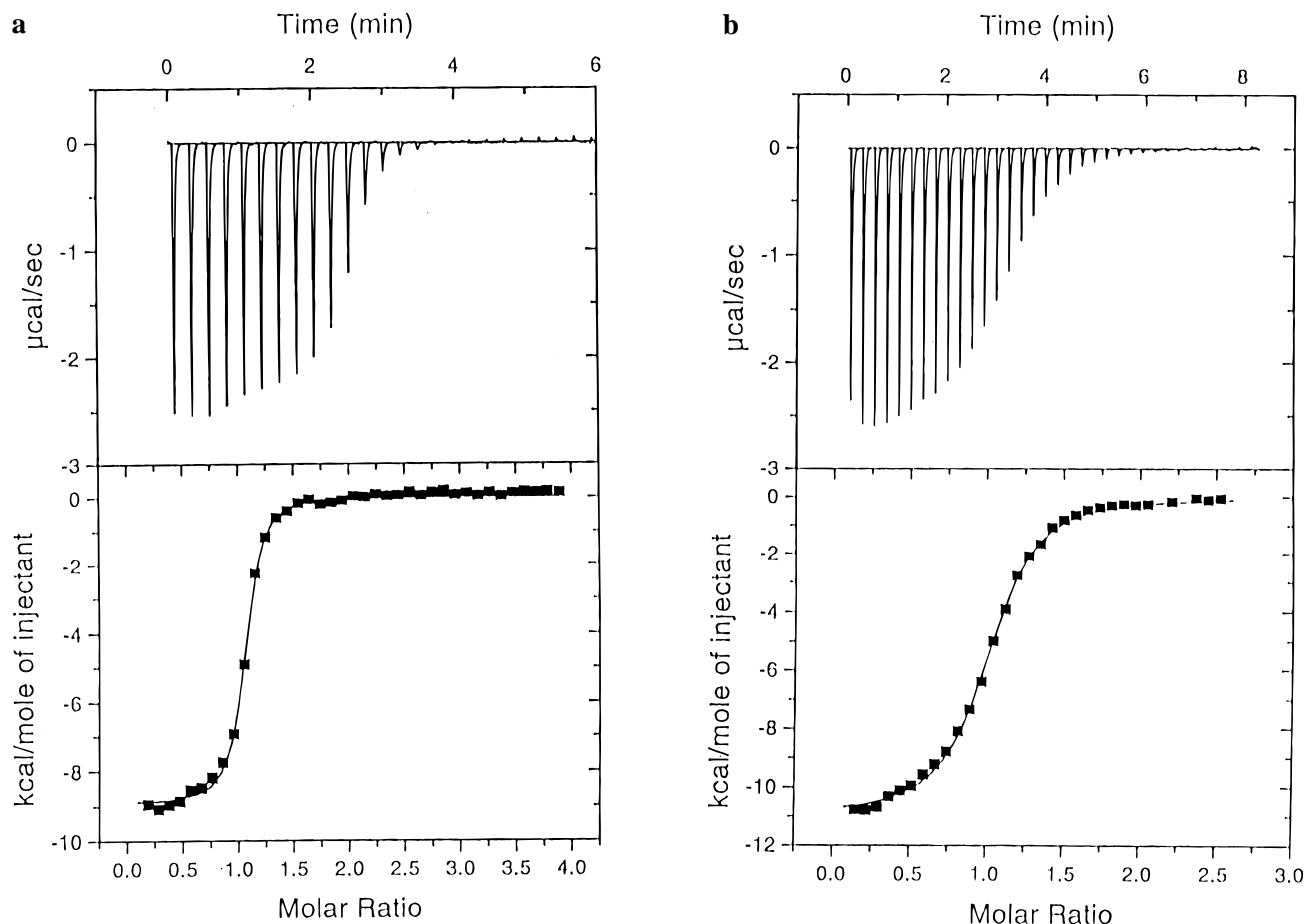 a
Time (min)
0 2 4 6
0
-1
-2
-3
µcal/sec
0
-2
-4
-6
-8
-10
kcal/mole of injectant
0.0 0.5 1.0 1.5 2.0 2.5 3.0 3.5 4.0
Molar Ratio
b
Time (min)
0 2 4 6 8
0
-1
-2
-3
µcal/sec
0
-2
-4
-6
-8
-10
-12
kcal/mole of injectant
0.0 0.5 1.0 1.5 2.0 2.5 3.0
Molar Ratio